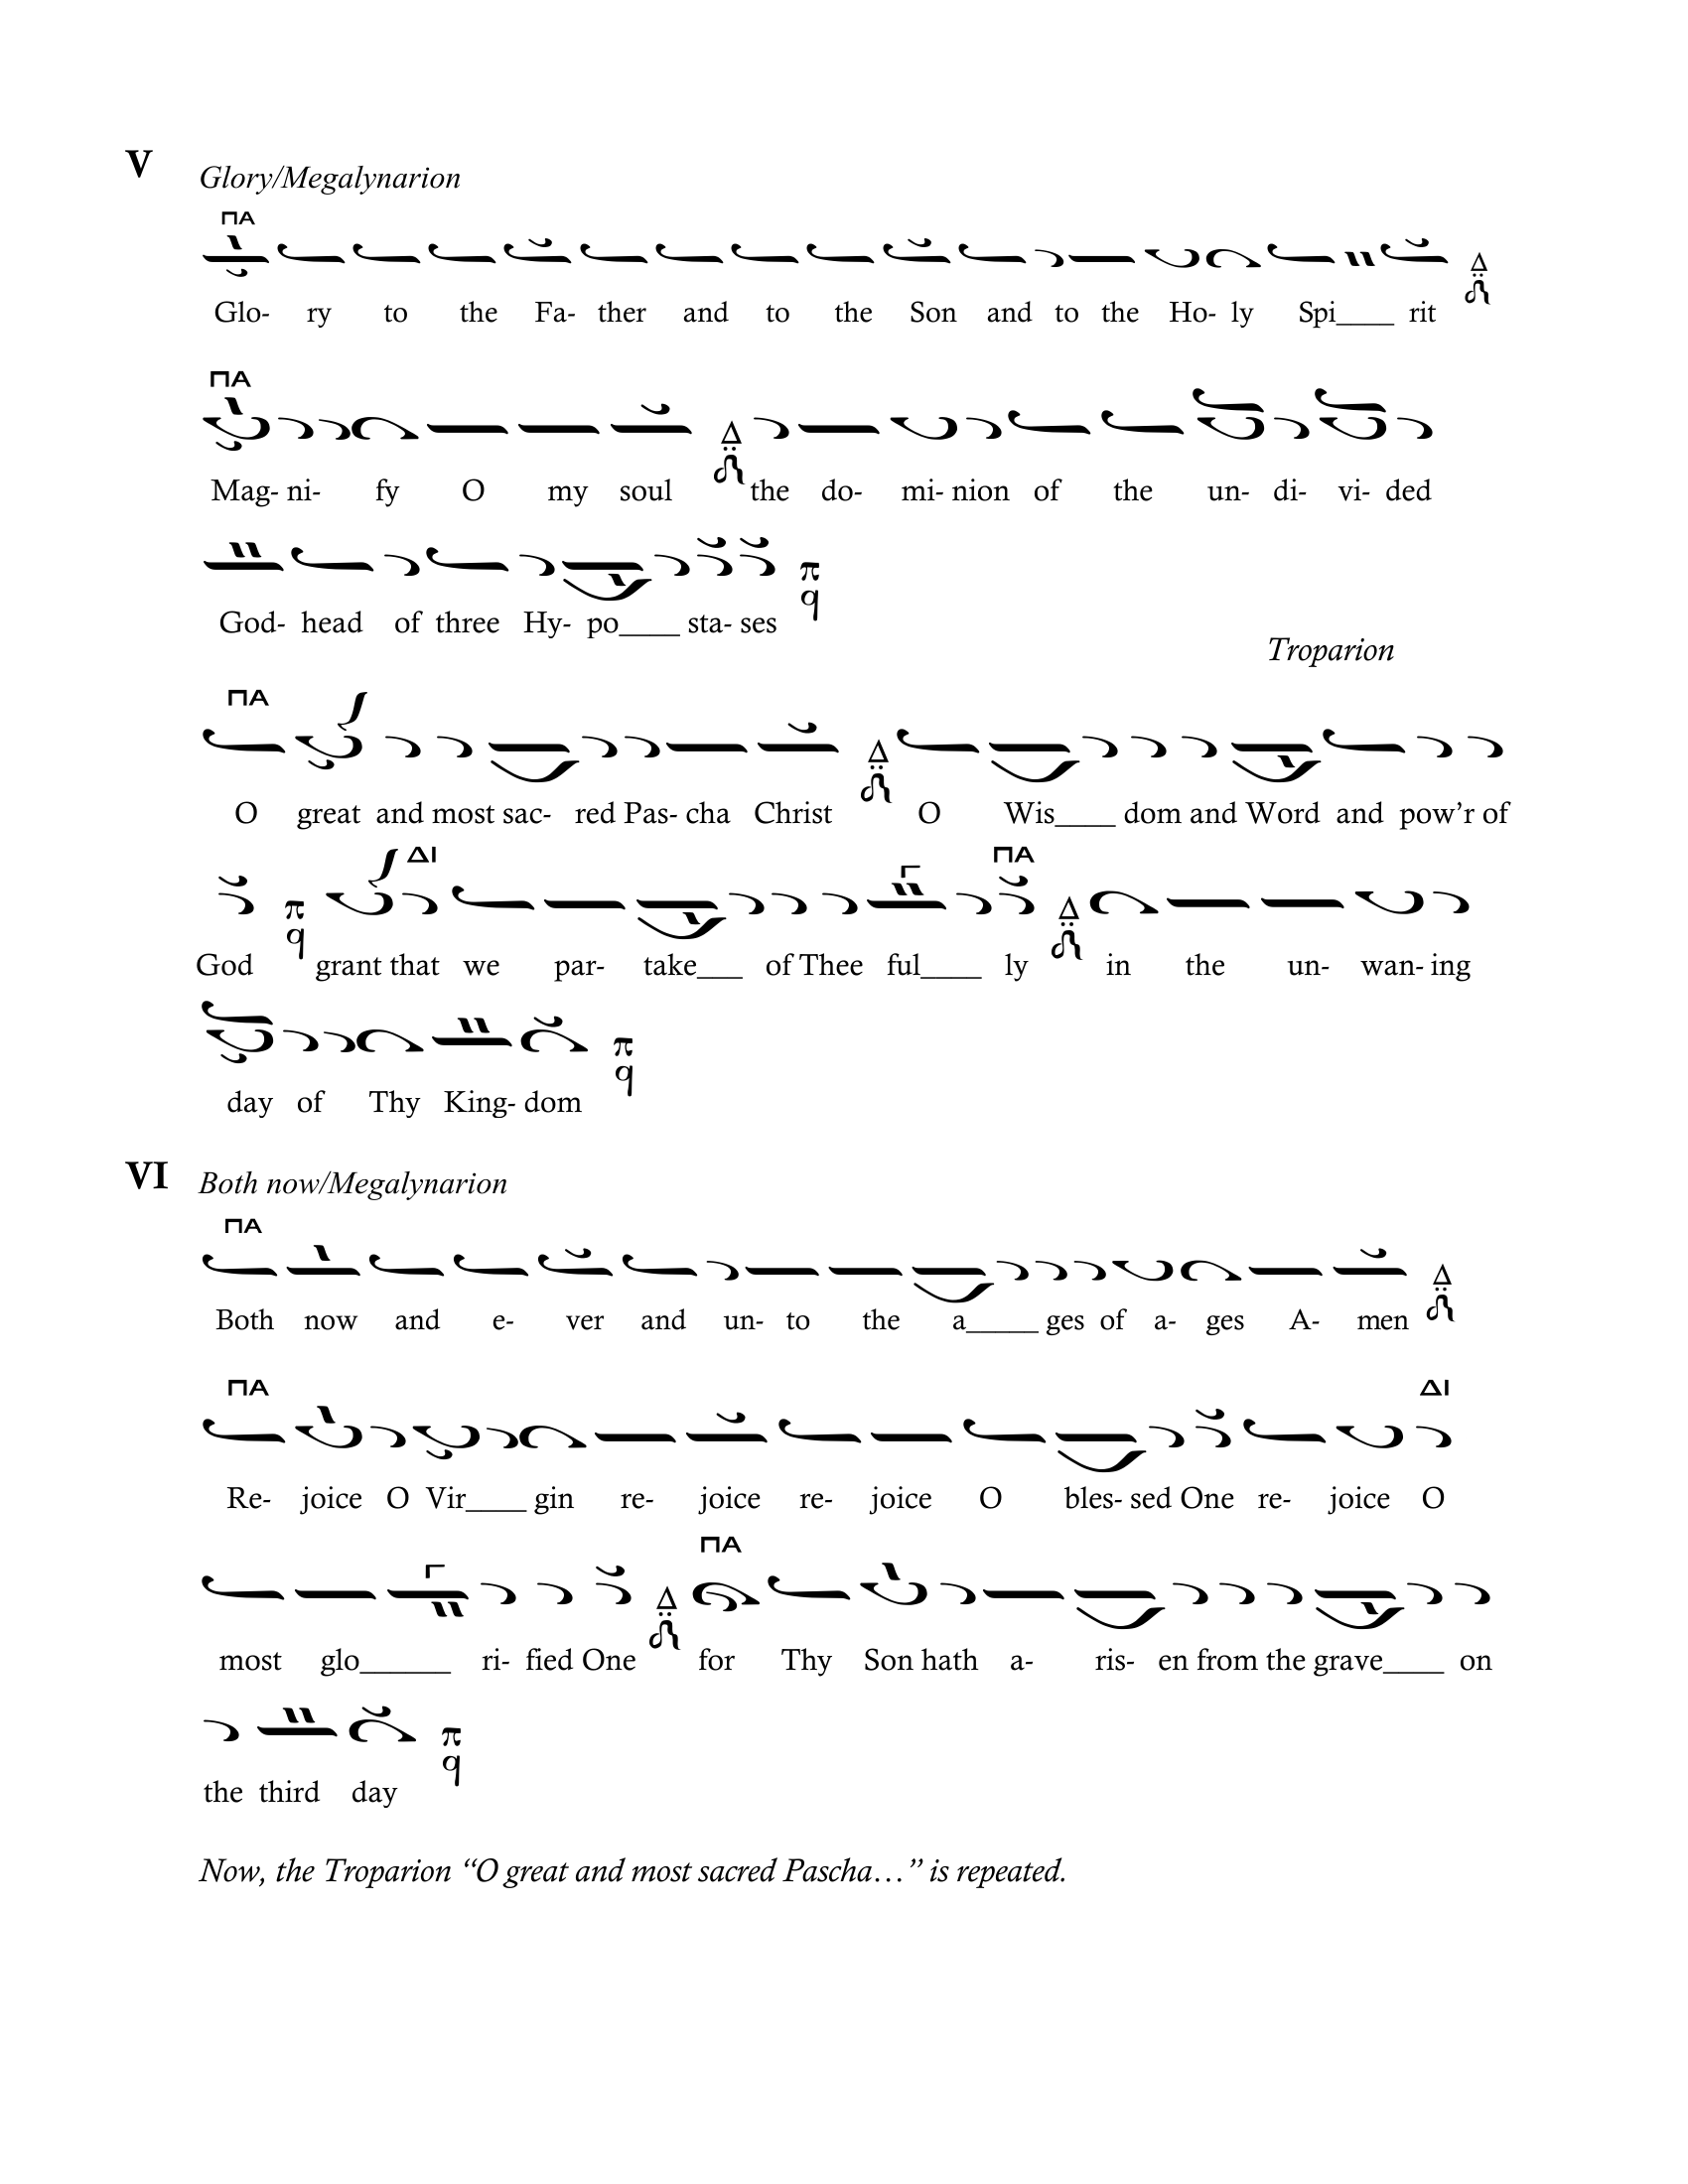 V
Glory/Megalynarion
ΠΑ
Glo- ry to the Fa- ther and to the Son and to the Ho- ly Spi____ rit
ΠΑ
Mag- ni- fy O my soul the do- mi- nion of the un- di- vi- ded
God- head of three Hy- po____ sta- ses
Troparion
ΠΑ
O great and most sac- red Pas- cha Christ O Wis____ dom and Word and pow’r of
ΔΙ ΠΑ
God grant that we par- take___ of Thee ful____ ly in the un- wan- ing
day of Thy King- dom
VI
Both now/Megalynarion
ΠΑ
Both now and e- ver and un- to the a_____ ges of a- ges A- men
ΠΑ ΔΙ
Re- joice O Vir____ gin re- joice re- joice O bles- sed One re- joice O
ΠΑ
most glo______ ri- fied One for Thy Son hath a- ris- en from the grave____ on
the third day
Now, the Troparion “O great and most sacred Pascha…” is repeated.